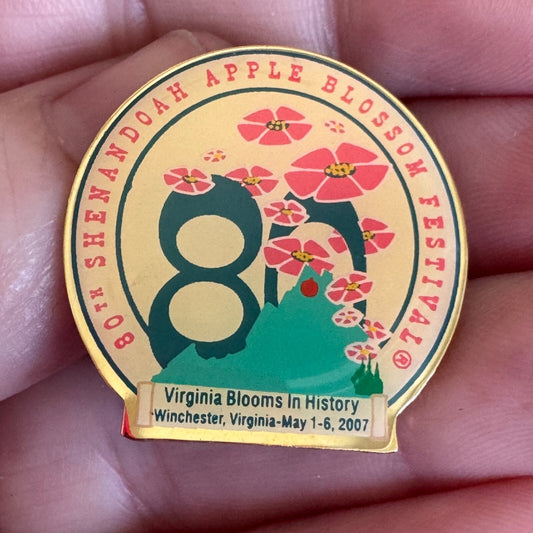 80TH SHENANDOAH APPLE BLOSSOM FESTIVAL®
80
Virginia Blooms In History
Winchester, Virginia-May 1-6, 2007